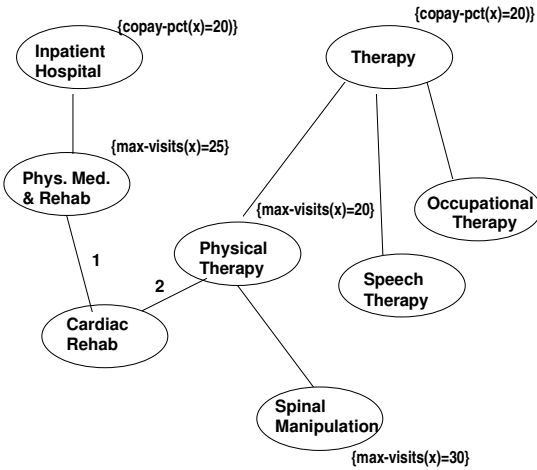 {copay-pct(x)=20)}
Inpatient
Hospital
{copay-pct(x)=20)}
Therapy
{max-visits(x)=25}
Phys. Med.
& Rehab
{max-visits(x)=20}
Occupational
Therapy
Physical
Therapy
1
2
Speech
Therapy
Cardiac
Rehab
Spinal
Manipulation
{max-visits(x)=30}